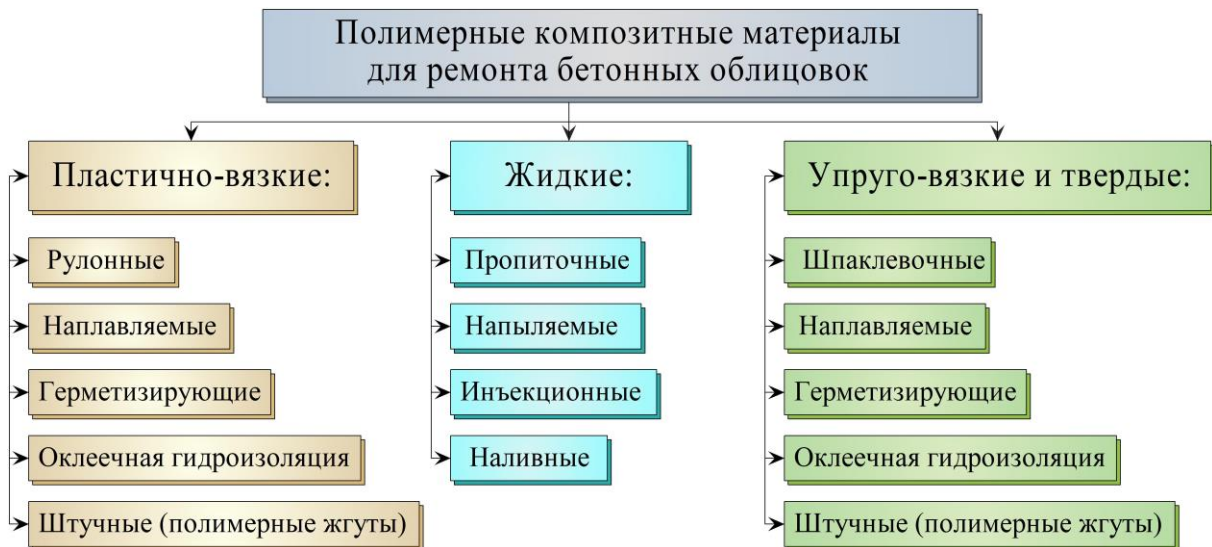 Полимерные композитные материалы
для ремонта бетонных облицовок
Пластично-вязкие:
Рулонные
Наплавляемые
Герметизирующие
Оклеечная гидроизоляция
Штучные (полимерные жгуты)
Жидкие:
Пропиточные
Напыляемые
Инъекционные
Наливные
Упруго-вязкие и твердые:
Шпаклевочные
Наплавляемые
Герметизирующие
Оклеечная гидроизоляция
Штучные (полимерные жгуты)